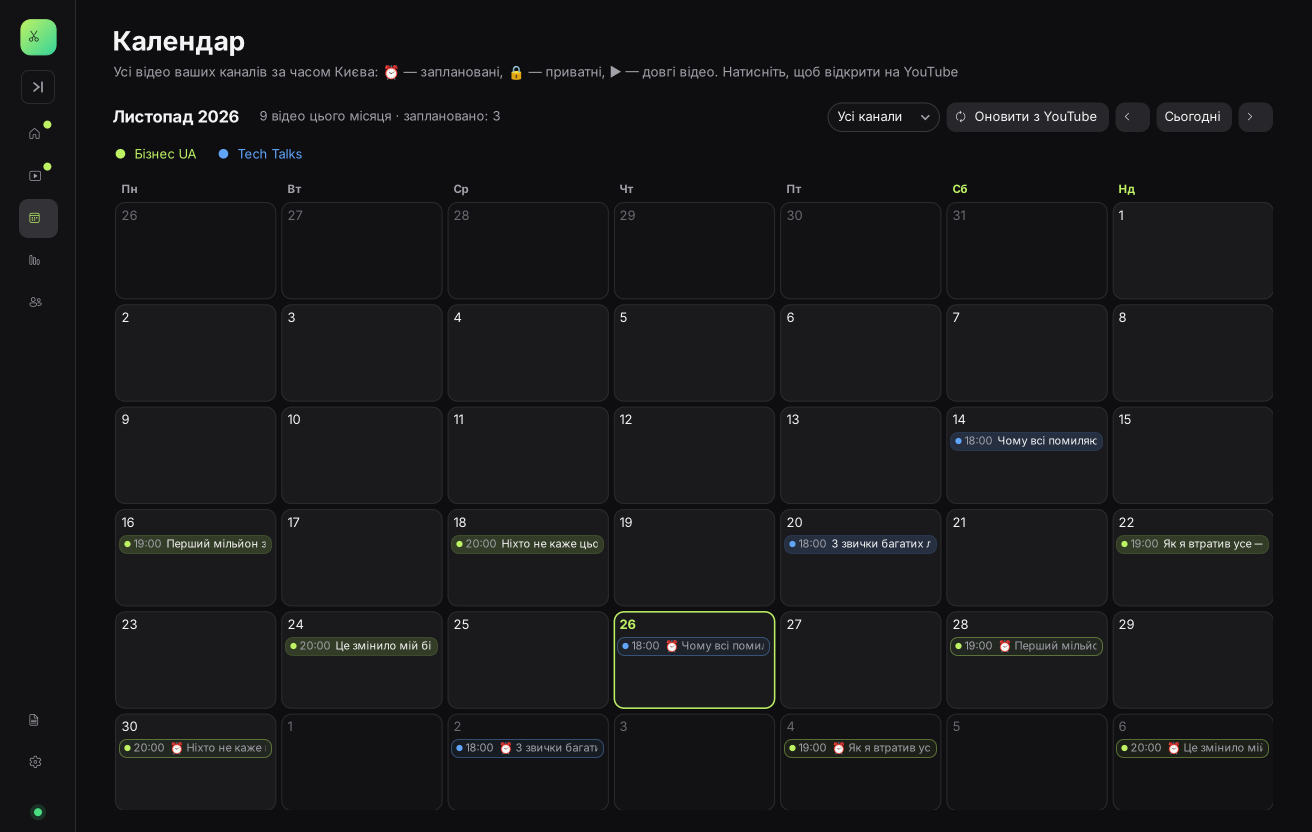 Календар
Усі відео ваших каналів за часом Києва: ⏰ — заплановані, 🔒 — приватні, ▶ — довгі відео. Натисніть, щоб відкрити на YouTube
Листопад 2026 9 відео цього місяця · заплановано: 3 Усі канали Оновити з YouTube Сьогодні
Бізнес UA Tech Talks
Пн Вт Ср Чт Пт Сб Нд
26 27 28 29 30 31 1
2 3 4 5 6 7 8
9 10 11 12 13 14 15
18:00 Чому всі помиляю
16 17 18 19 20 21 22
19:00 Перший мільйон з 20:00 Ніхто не каже цьо 18:00 3 звички багатих л 19:00 Як я втратив усе —
23 24 25 26 27 28 29
20:00 Це змінило мій бі 18:00 ⏰ Чому всі помил 19:00 ⏰ Перший мільйо
30 1 2 3 4 5 6
20:00 ⏰ Ніхто не каже 18:00 ⏰ 3 звички багати 19:00 ⏰ Як я втратив ус 20:00 ⏰ Це змінило мій